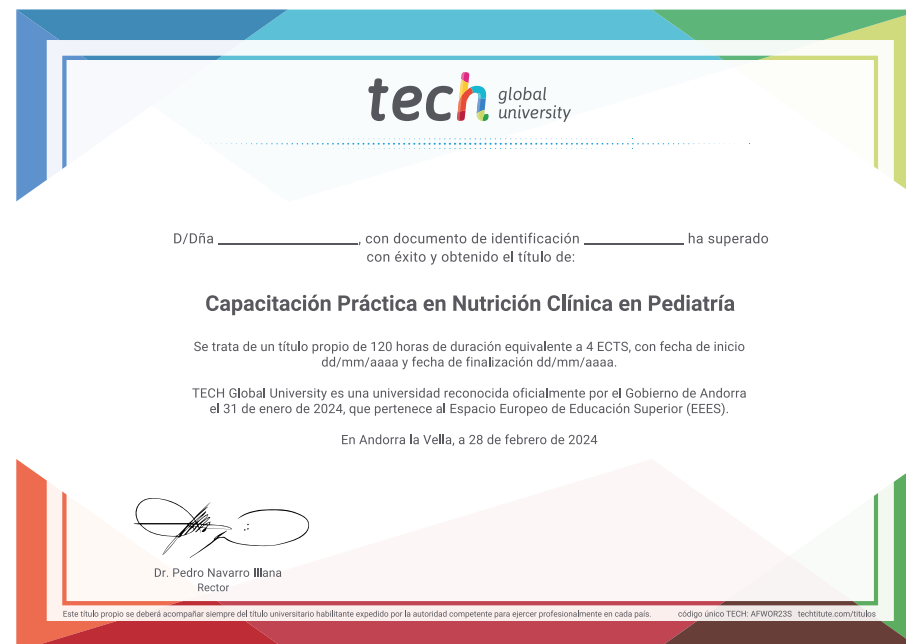 tech global university
D/Dña ____________________, con documento de identificación ______________ ha superado
con éxito y obtenido el título de:
Capacitación Práctica en Nutrición Clínica en Pediatría
Se trata de un título propio de 120 horas de duración equivalente a 4 ECTS, con fecha de inicio
dd/mm/aaaa y fecha de finalización dd/mm/aaaa.
TECH Global University es una universidad reconocida oficialmente por el Gobierno de Andorra
el 31 de enero de 2024, que pertenece al Espacio Europeo de Educación Superior (EEES).
En Andorra la Vella, a 28 de febrero de 2024
Dr. Pedro Navarro Illana
Rector
Este título propio se deberá acompañar siempre del título universitario habilitante expedido por la autoridad competente para ejercer profesionalmente en cada país. código único TECH: AFWOR23S techtitute.com/titulos